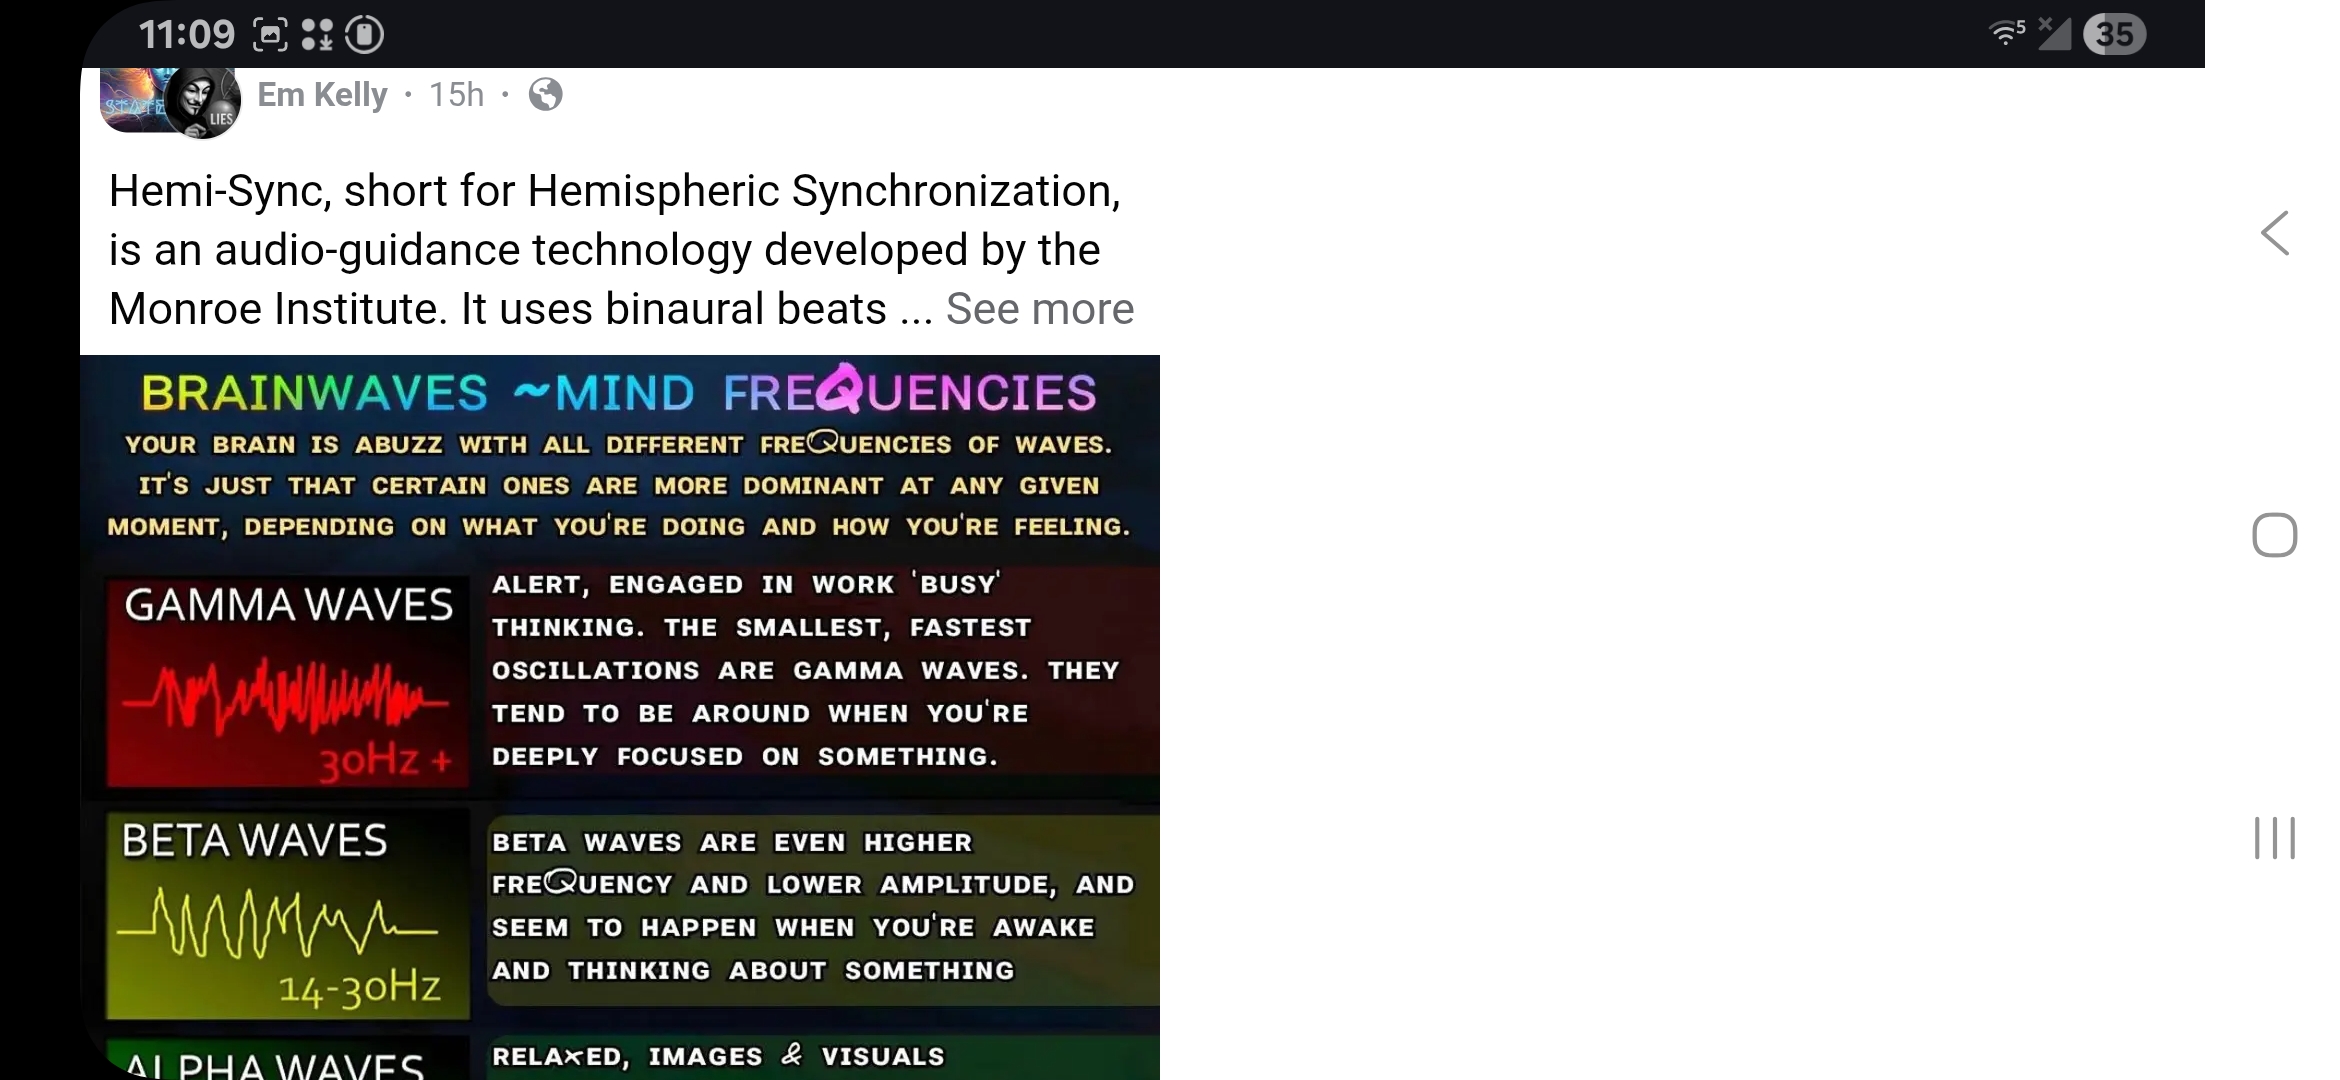 11:09
5
35
STATE
LIES
Em Kelly · 15h ·
Hemi-Sync, short for Hemispheric Synchronization,
is an audio-guidance technology developed by the
Monroe Institute. It uses binaural beats ... See more
BRAINWAVES ~MIND FREQUENCIES
YOUR BRAIN IS ABUZZ WITH ALL DIFFERENT FREQUENCIES OF WAVES.
IT'S JUST THAT CERTAIN ONES ARE MORE DOMINANT AT ANY GIVEN
MOMENT, DEPENDING ON WHAT YOU'RE DOING AND HOW YOU'RE FEELING.
GAMMA WAVES
30Hz +
ALERT, ENGAGED IN WORK 'BUSY'
THINKING. THE SMALLEST, FASTEST
OSCILLATIONS ARE GAMMA WAVES. THEY
TEND TO BE AROUND WHEN YOU'RE
DEEPLY FOCUSED ON SOMETHING.
BETA WAVES
14-30Hz
BETA WAVES ARE EVEN HIGHER
FREQUENCY AND LOWER AMPLITUDE, AND
SEEM TO HAPPEN WHEN YOU'RE AWAKE
AND THINKING ABOUT SOMETHING
ALPHA WAVES
RELAXED, IMAGES & VISUALS